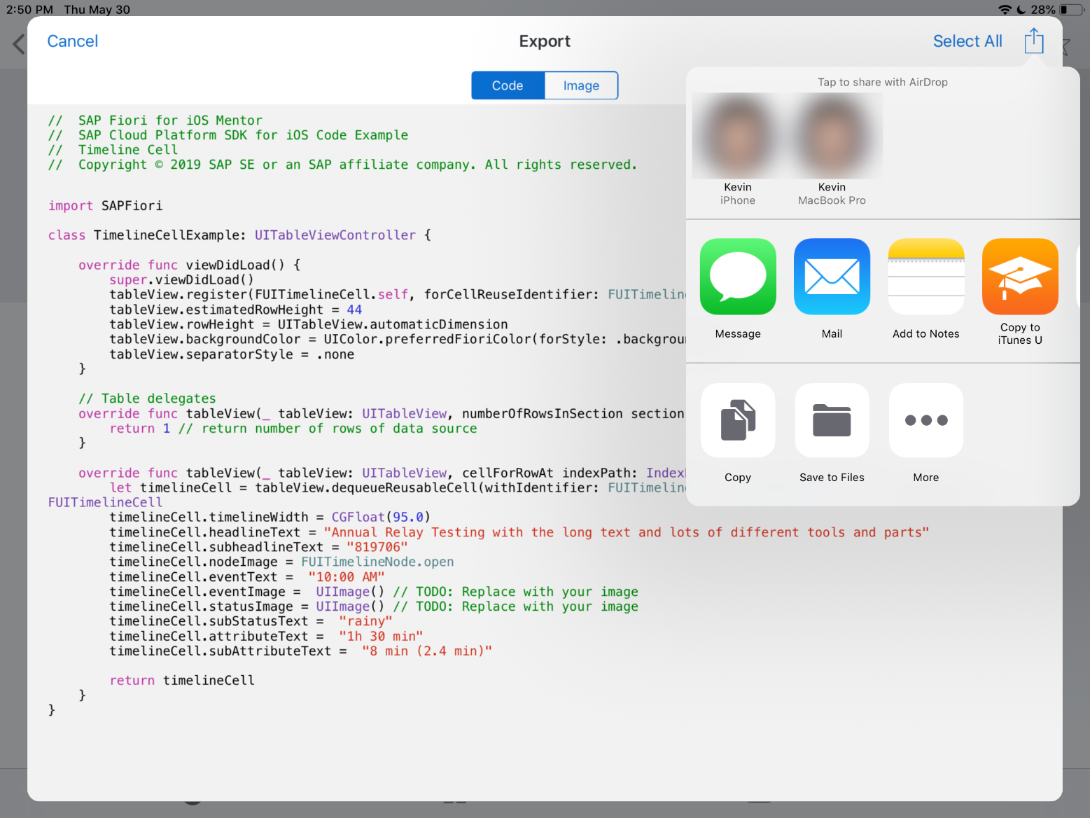 2:50 PM Thu May 30
28%
Cancel
Export
Select All
Code
Image
// SAP Fiori for iOS Mentor
// SAP Cloud Platform SDK for iOS Code Example
// Timeline Cell
// Copyright © 2019 SAP SE or an SAP affiliate company. All rights reserved.
import SAPFiori
class TimelineCellExample: UITableViewController {
override func viewDidLoad() {
super.viewDidLoad()
tableView.register(FUITimelineCell.self, forCellReuseIdentifier: FUITimelin
tableView.estimatedRowHeight = 44
tableView.rowHeight = UITableView.automaticDimension
tableView.backgroundColor = UIColor.preferredFioriColor(forStyle: .backgroun
tableView.separatorStyle = .none
}
// Table delegates
override func tableView(_ tableView: UITableView, numberOfRowsInSection section
return 1 // return number of rows of data source
}
override func tableView(_ tableView: UITableView, cellForRowAt indexPath: Index
let timelineCell = tableView.dequeueReusableCell(withIdentifier: FUITimelin
FUITimelineCell
timelineCell.timelineWidth = CGFloat(95.0)
timelineCell.headlineText = "Annual Relay Testing with the long text and lots of different tools and parts"
timelineCell.subheadlineText = "819706"
timelineCell.nodeImage = FUITimelineNode.open
timelineCell.eventText = "10:00 AM"
timelineCell.eventImage = UIImage() // TODO: Replace with your image
timelineCell.statusImage = UIImage() // TODO: Replace with your image
timelineCell.subStatusText = "rainy"
timelineCell.attributeText = "1h 30 min"
timelineCell.subAttributeText = "8 min (2.4 min)"
return timelineCell
}
}
Tap to share with AirDrop
Kevin
iPhone
Kevin
MacBook Pro
Message
Mail
Add to Notes
Copy to
iTunes U
Copy
Save to Files
More